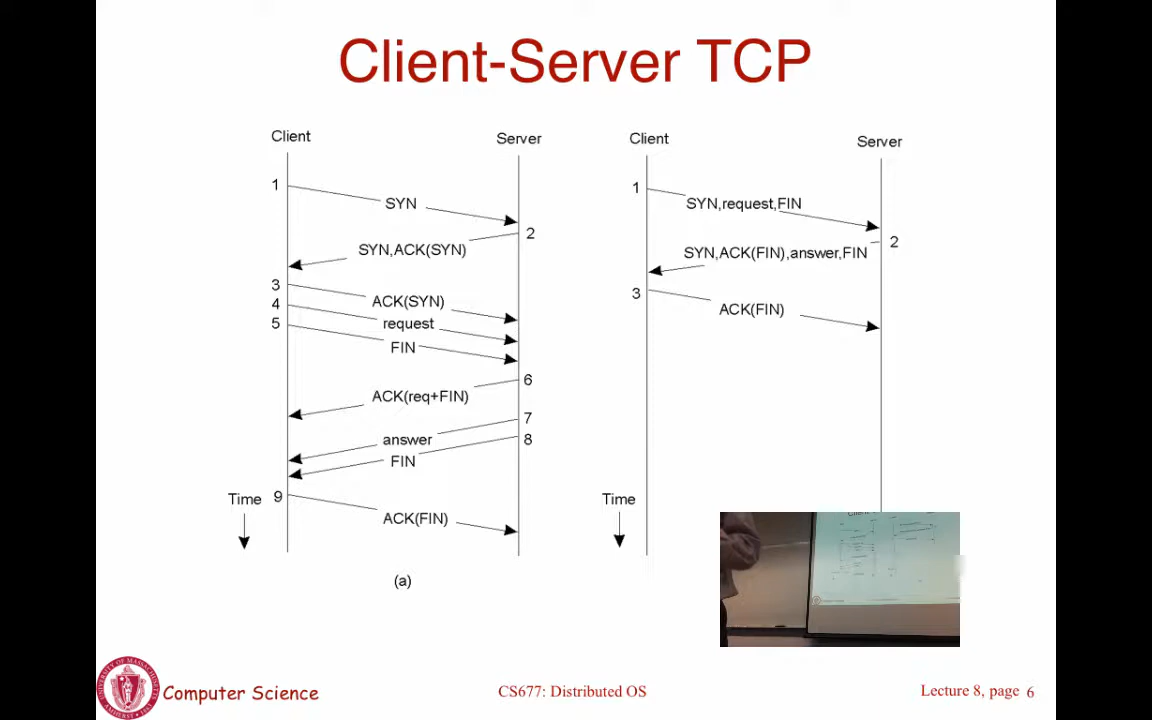 Client-Server TCP
Client
Server
1
SYN
2
SYN,ACK(SYN)
3
ACK(SYN)
4
request
5
FIN
6
ACK(req+FIN)
7
answer
8
FIN
Time
9
ACK(FIN)
(a)
Client
Server
1
SYN,request,FIN
2
SYN,ACK(FIN),answer,FIN
3
ACK(FIN)
Time
Computer Science
CS677: Distributed OS
Lecture 8, page 6